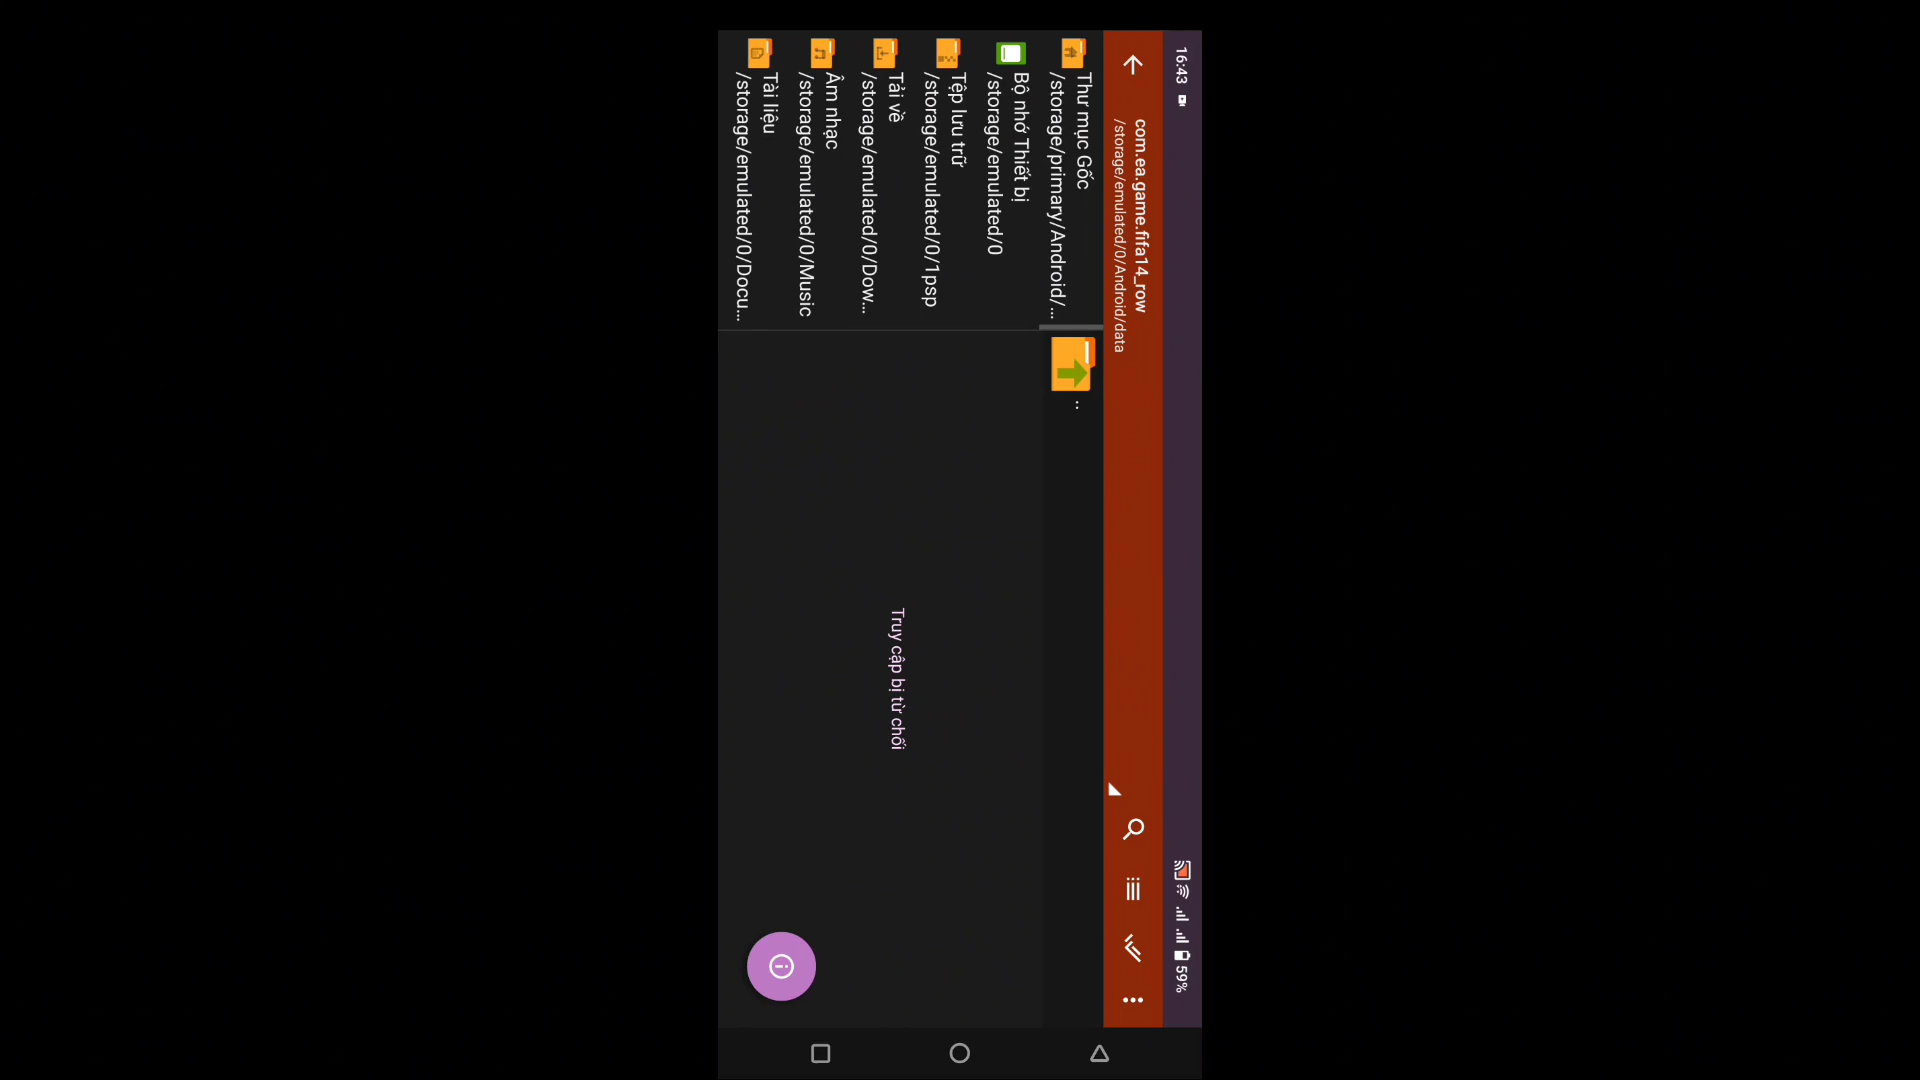 16:43
59%
com.ea.game.fifa14_row
/storage/emulated/0/Android/data
Thư mục Gốc
/storage/primary/Android/...
Bộ nhớ Thiết bị
/storage/emulated/0
Tệp lưu trữ
/storage/emulated/0/1psp
Tải về
/storage/emulated/0/Dow...
Âm nhạc
/storage/emulated/0/Music
Tài liệu
/storage/emulated/0/Docu...
..
Truy cập bị từ chối